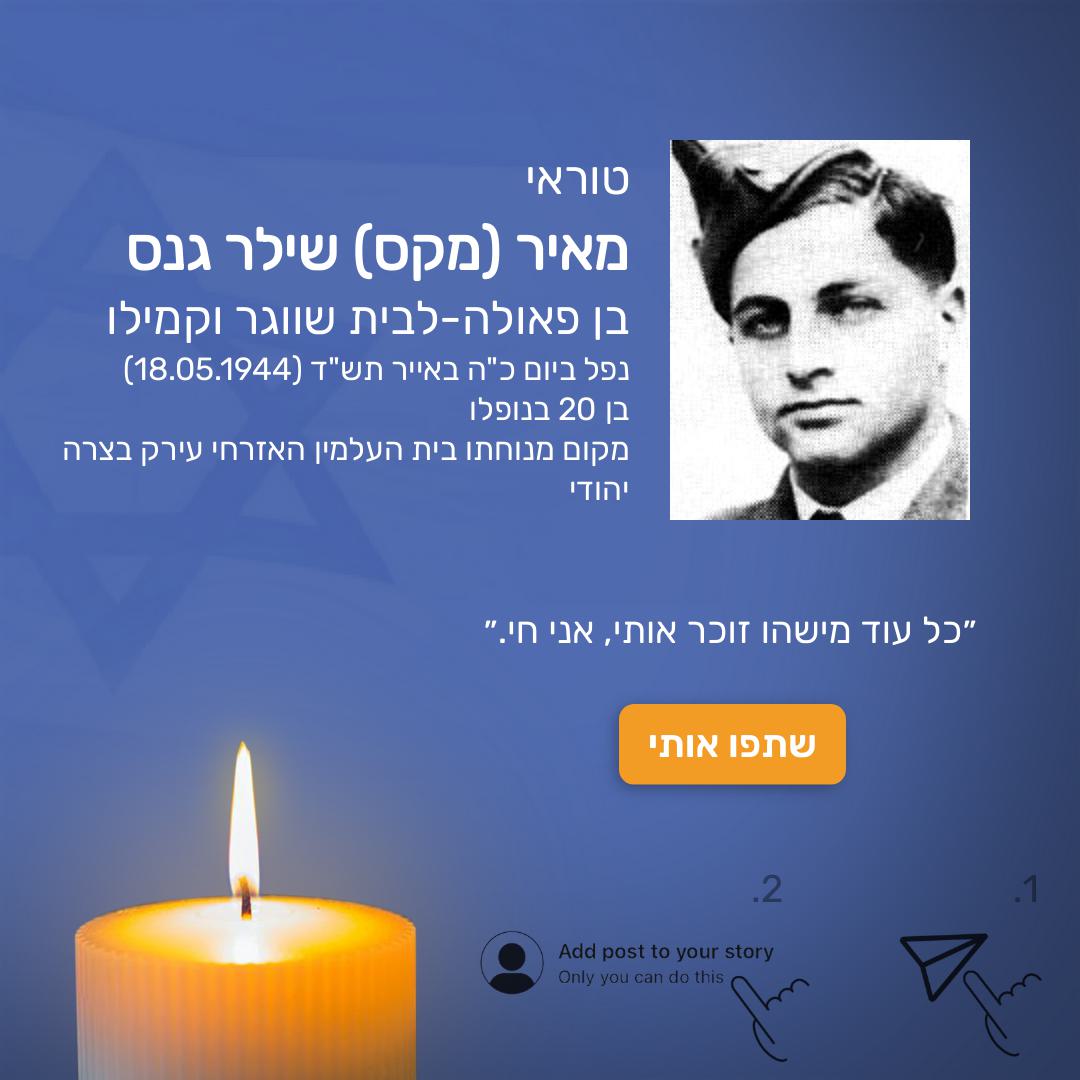 טוראי
מאיר (מקס) שילר גנס
בן פאולה-לבית שווגר וקמילו
נפל ביום כ"ה באייר תש"ד (18.05.1944)
בן 20 בנופלו
מקום מנוחתו בית העלמין האזרחי עירק בצרה
יהודי
״כל עוד מישהו זוכר אותי, אני חי.״
שתפו אותי
.1
.2
Add post to your story
Only you can do this